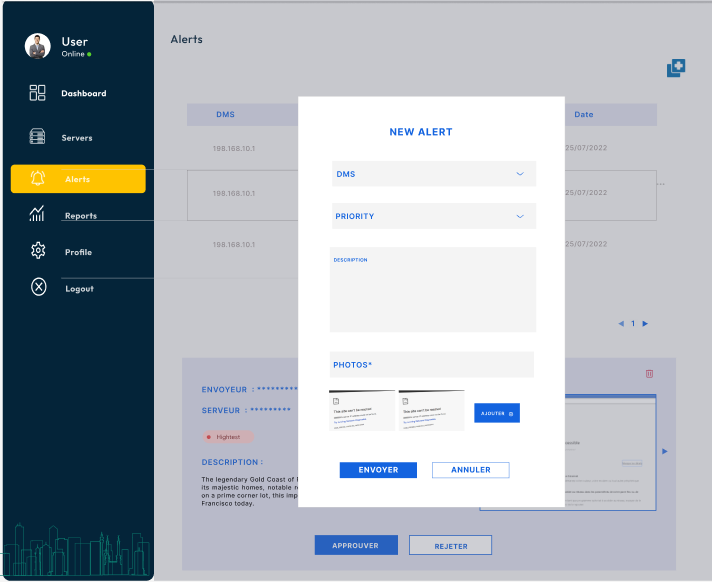 User
Online
Dashboard
Servers
Alerts
Reports
Profile
Logout
Alerts
DMS
Date
198.168.10.1
25/07/2022
198.168.10.1
25/07/2022
...
198.168.10.1
25/07/2022
1
NEW ALERT
DMS
PRIORITY
DESCRIPTION
PHOTOS*
This site can't be reached
This site can't be reached
AJOUTER
ENVOYER
ANNULER
ENVOYEUR : *********
SERVEUR : *********
Hightest
DESCRIPTION :
The legendary Gold Coast of
its majestic homes, notable
on a prime corner lot, this imp
Francisco today.
APPROUVER
REJETER